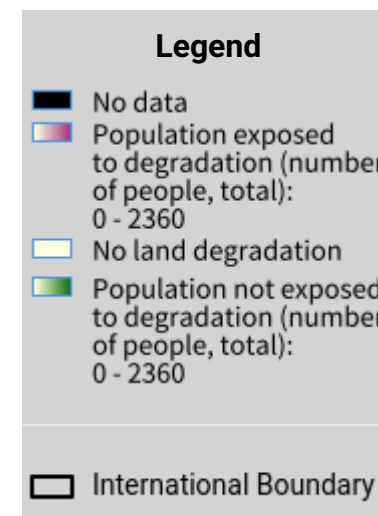 Legend
No data
Population exposed
to degradation (number
of people, total):
0 - 2360
No land degradation
Population not exposed
to degradation (number
of people, total):
0 - 2360
International Boundary